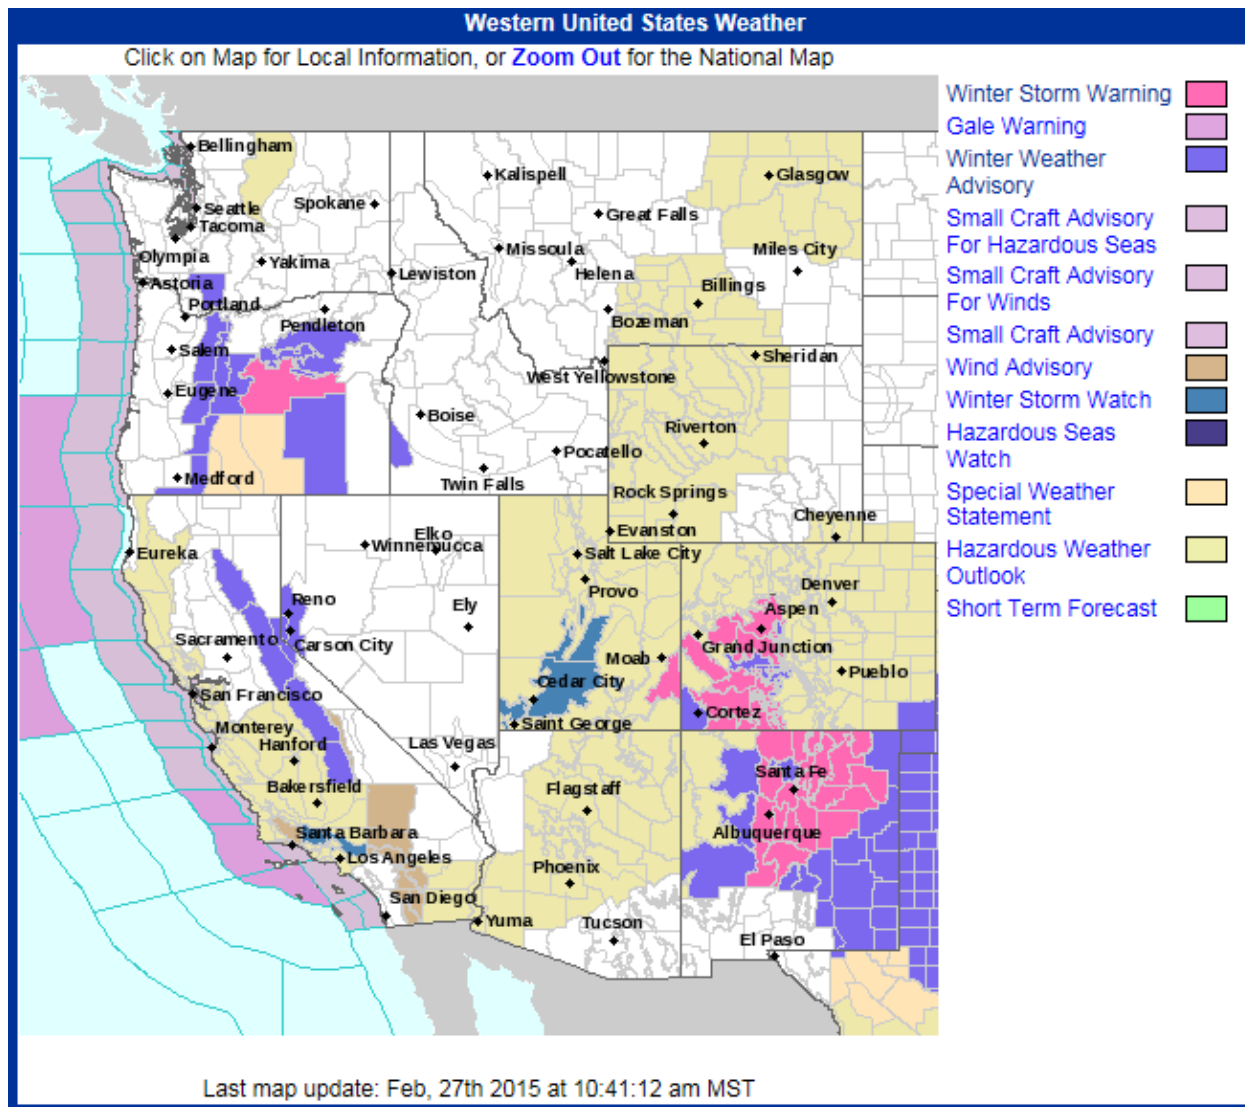 Western United States Weather
Click on Map for Local Information, or Zoom Out for the National Map
Winter Storm Warning
Gale Warning
Winter Weather
Advisory
Small Craft Advisory
For Hazardous Seas
Small Craft Advisory
For Winds
Small Craft Advisory
Wind Advisory
Winter Storm Watch
Hazardous Seas
Watch
Special Weather
Statement
Hazardous Weather
Outlook
Short Term Forecast
Bellingham
Kalispell
Glasgow
Seattle
Spokane
Great Falls
Tacoma
Olympia
Missoula
Miles City
Yakima
Helena
Lewiston
Astoria
Billings
Portland
Pendleton
Bozeman
Salem
Sheridan
West Yellowstone
Eugene
Boise
Riverton
Pocatello
Medford
Twin Falls
Rock Springs
Cheyenne
Elko
Evanston
Winnemucca
Eureka
Salt Lake City
Provo
Denver
Reno
Ely
Aspen
Sacramento
Carson City
Grand Junction
Moab
Pueblo
Cedar City
San Francisco
Cortez
Saint George
Monterey
Hanford
Las Vegas
Santa Fe
Bakersfield
Flagstaff
Santa Barbara
Albuquerque
Los Angeles
Phoenix
San Diego
Yuma
Tucson
El Paso
Last map update: Feb, 27th 2015 at 10:41:12 am MST